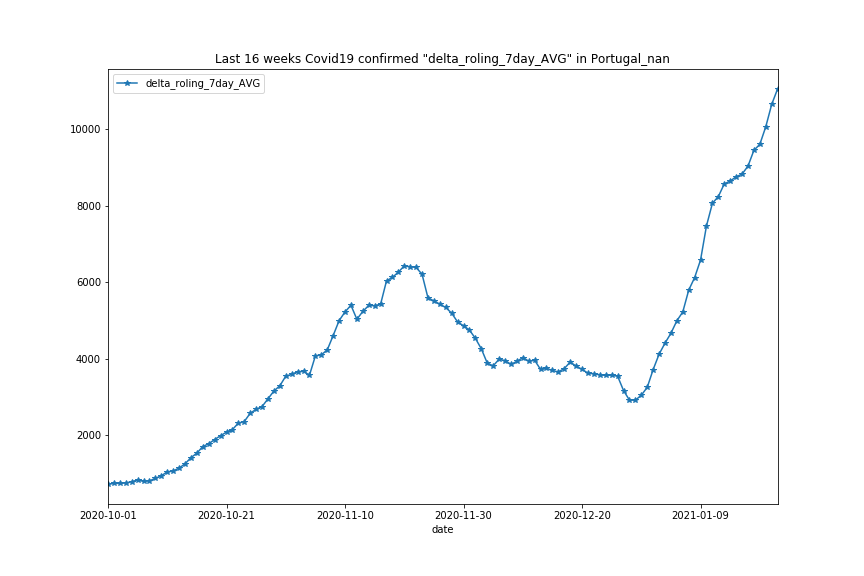 Last 16 weeks Covid19 confirmed "delta_roling_7day_AVG" in Portugal_nan
delta_roling_7day_AVG
10000
8000
6000
4000
2000
2020-10-01 2020-10-21 2020-11-10 2020-11-30 2020-12-20 2021-01-09
date